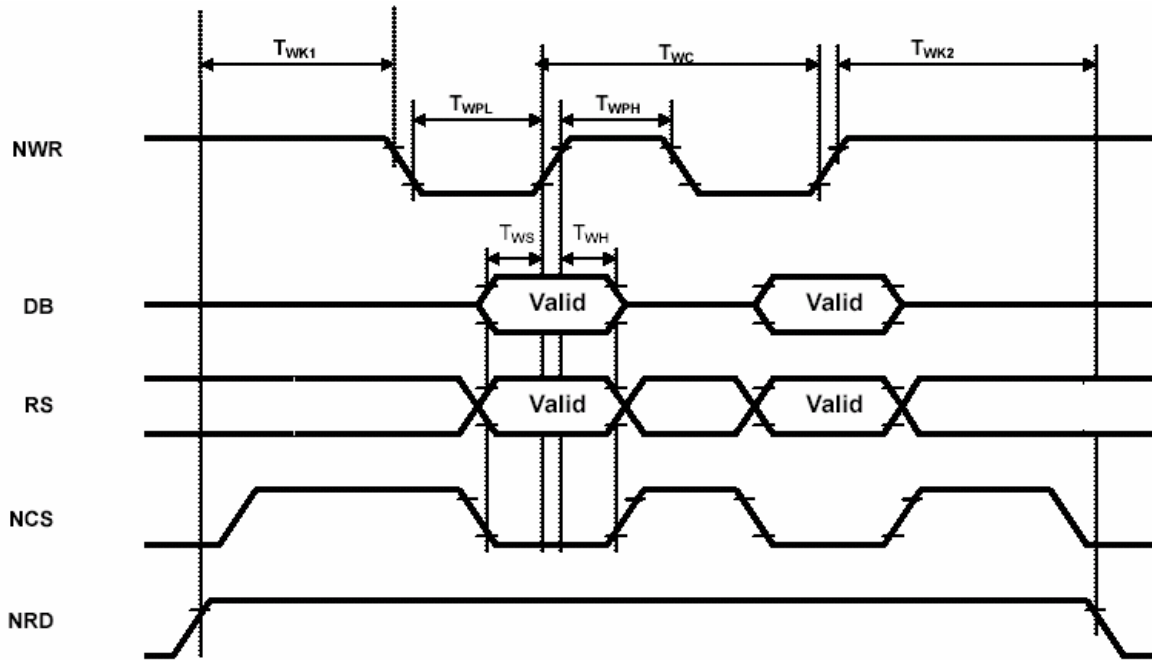 TWK1 TWC TWK2
TWPL TWPH
NWR
TWS TWH
DB Valid Valid
RS Valid Valid
NCS
NRD